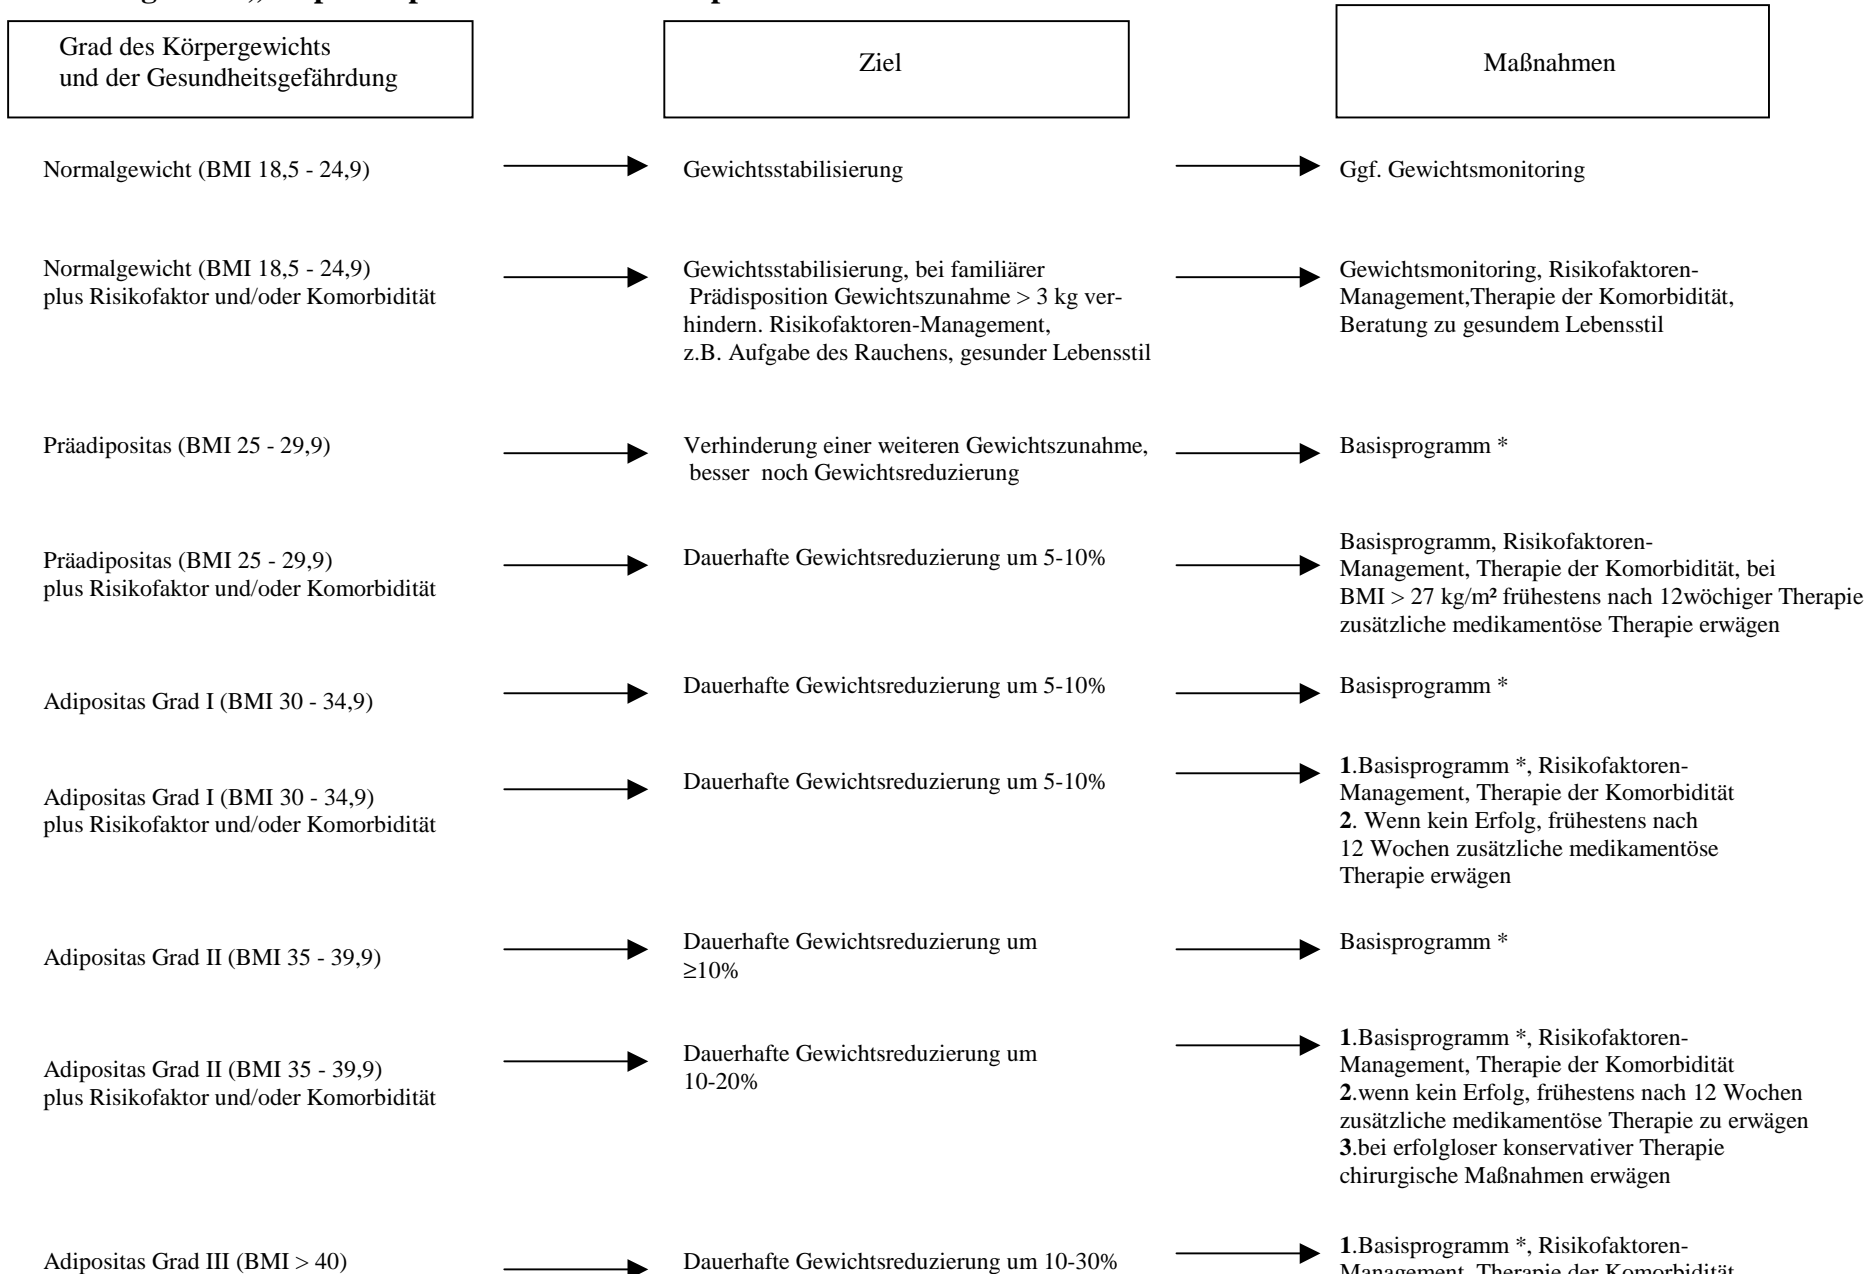 Grad des Körpergewichts
und der Gesundheitsgefährdung
Ziel
Maßnahmen
Normalgewicht (BMI 18,5 - 24,9)
Gewichtsstabilisierung
Ggf. Gewichtsmonitoring
Normalgewicht (BMI 18,5 - 24,9)
plus Risikofaktor und/oder Komorbidität
Gewichtsstabilisierung, bei familiärer
Prädisposition Gewichtszunahme > 3 kg ver-
hindern. Risikofaktoren-Management,
z.B. Aufgabe des Rauchens, gesunder Lebensstil
Gewichtsmonitoring, Risikofaktoren-
Management,Therapie der Komorbidität,
Beratung zu gesundem Lebensstil
Präadipositas (BMI 25 - 29,9)
Verhinderung einer weiteren Gewichtszunahme,
besser noch Gewichtsreduzierung
Basisprogramm *
Präadipositas (BMI 25 - 29,9)
plus Risikofaktor und/oder Komorbidität
Dauerhafte Gewichtsreduzierung um 5-10%
Basisprogramm, Risikofaktoren-
Management, Therapie der Komorbidität, bei
BMI > 27 kg/m² frühestens nach 12wöchiger Therapie
zusätzliche medikamentöse Therapie erwägen
Adipositas Grad I (BMI 30 - 34,9)
Dauerhafte Gewichtsreduzierung um 5-10%
Basisprogramm *
Adipositas Grad I (BMI 30 - 34,9)
plus Risikofaktor und/oder Komorbidität
Dauerhafte Gewichtsreduzierung um 5-10%
1.Basisprogramm *, Risikofaktoren-
Management, Therapie der Komorbidität
2. Wenn kein Erfolg, frühestens nach
12 Wochen zusätzliche medikamentöse
Therapie erwägen
Adipositas Grad II (BMI 35 - 39,9)
Dauerhafte Gewichtsreduzierung um
≥10%
Basisprogramm *
Adipositas Grad II (BMI 35 - 39,9)
plus Risikofaktor und/oder Komorbidität
Dauerhafte Gewichtsreduzierung um
10-20%
1.Basisprogramm *, Risikofaktoren-
Management, Therapie der Komorbidität
2.wenn kein Erfolg, frühestens nach 12 Wochen
zusätzliche medikamentöse Therapie zu erwägen
3.bei erfolgloser konservativer Therapie
chirurgische Maßnahmen erwägen
Adipositas Grad III (BMI > 40)
Dauerhafte Gewichtsreduzierung um 10-30%
1.Basisprogramm *, Risikofaktoren-
Management, Therapie der Komorbidität